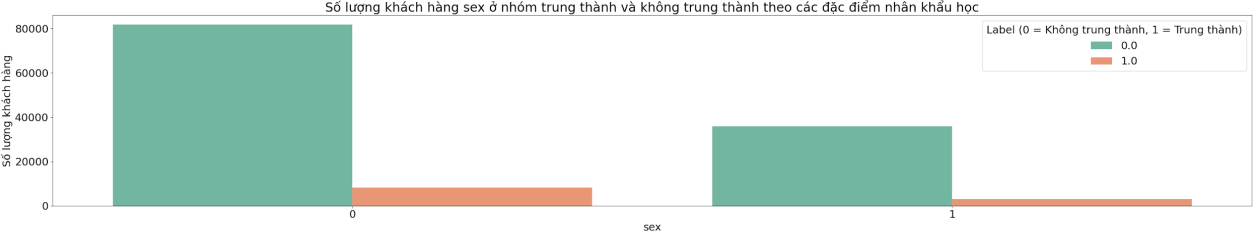 Số lượng khách hàng sex ở nhóm trung thành và không trung thành theo các đặc điểm nhân khẩu học
Label (0 = Không trung thành, 1 = Trung thành)
0.0
1.0
Số lượng khách hàng
80000
60000
40000
20000
0
0
1
sex